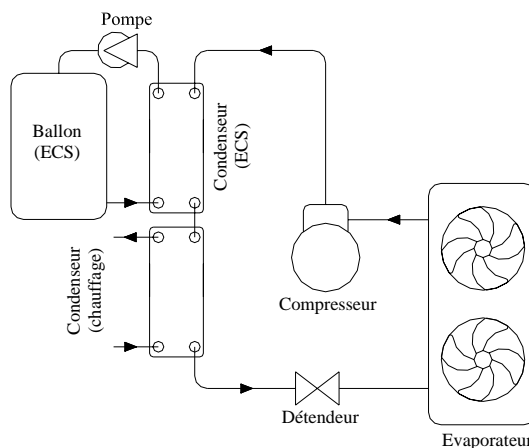 Pompe
Ballon
(ECS)
Condenseur
(ECS)
Condenseur
(chauffage)
Compresseur
Détendeur
Evaporateur